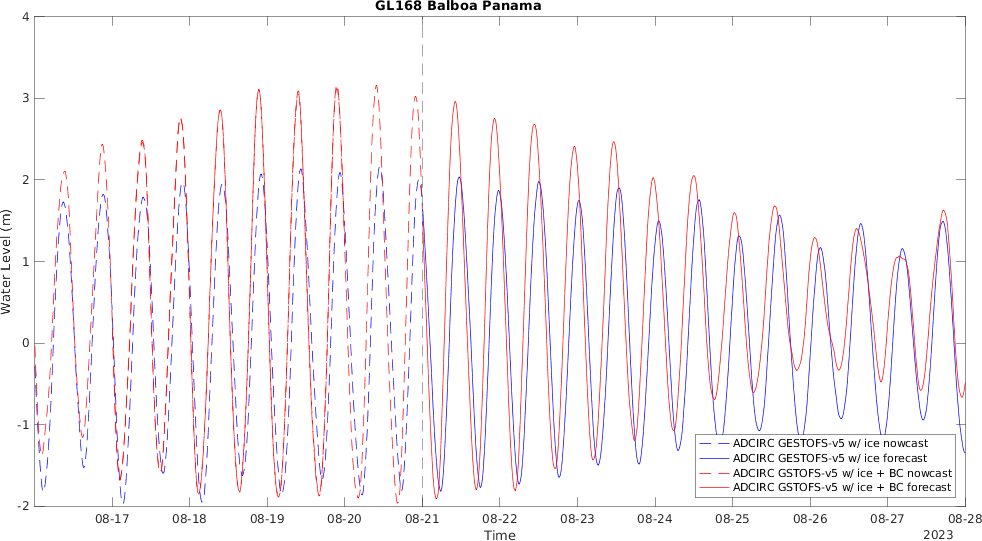 GL168 Balboa Panama
4
3
2
1
0
-1
-2
Water Level (m)
08-17
08-18
08-19
08-20
08-21
08-22
08-23
08-24
08-25
08-26
08-27
08-28
Time
2023
ADCIRC GESTOFS-v5 w/ ice nowcast
ADCIRC GESTOFS-v5 w/ ice forecast
ADCIRC GSTOFS-v5 w/ ice + BC nowcast
ADCIRC GSTOFS-v5 w/ ice + BC forecast